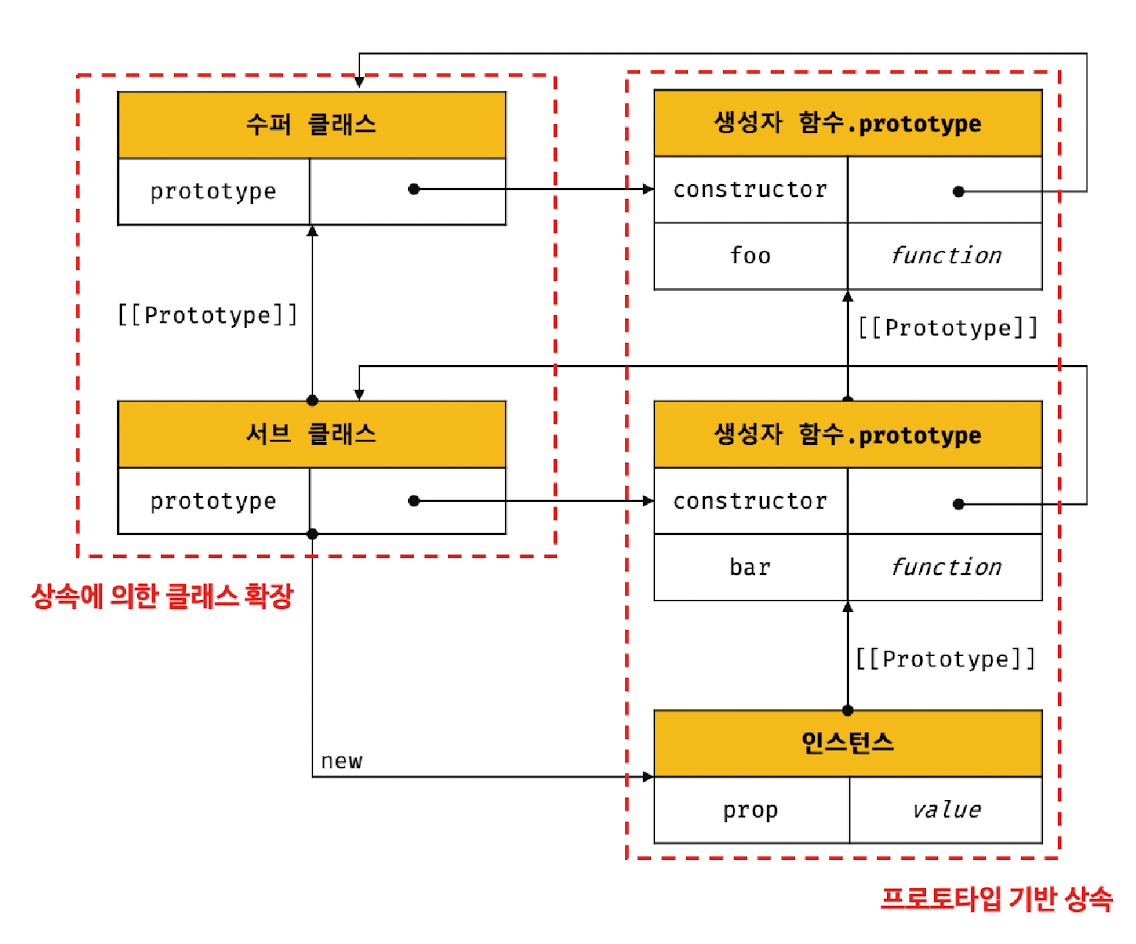 수퍼 클래스
prototype
생성자 함수.prototype
constructor
foo
function
[[Prototype]]
[[Prototype]]
서브 클래스
prototype
생성자 함수.prototype
constructor
bar
function
상속에 의한 클래스 확장
[[Prototype]]
new
인스턴스
prop
value
프로토타입 기반 상속